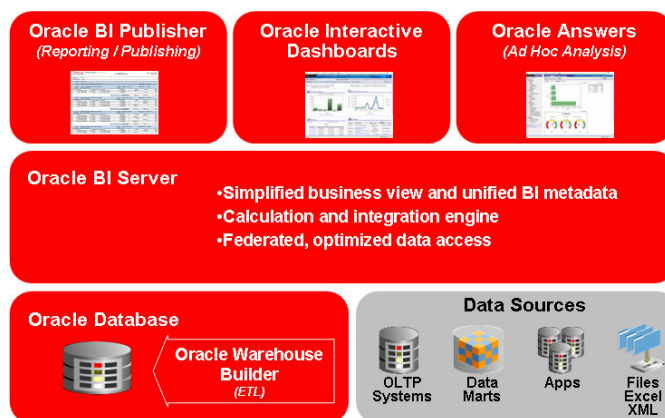 Oracle BI Publisher
(Reporting / Publishing)
Oracle Interactive
Dashboards
Oracle Answers
(Ad Hoc Analysis)
Oracle BI Server
•Simplified business view and unified BI metadata
•Calculation and integration engine
•Federated, optimized data access
Oracle Database
Oracle Warehouse
Builder
(ETL)
Data Sources
OLTP
Systems
Data
Marts
Apps
Files
Excel
XML